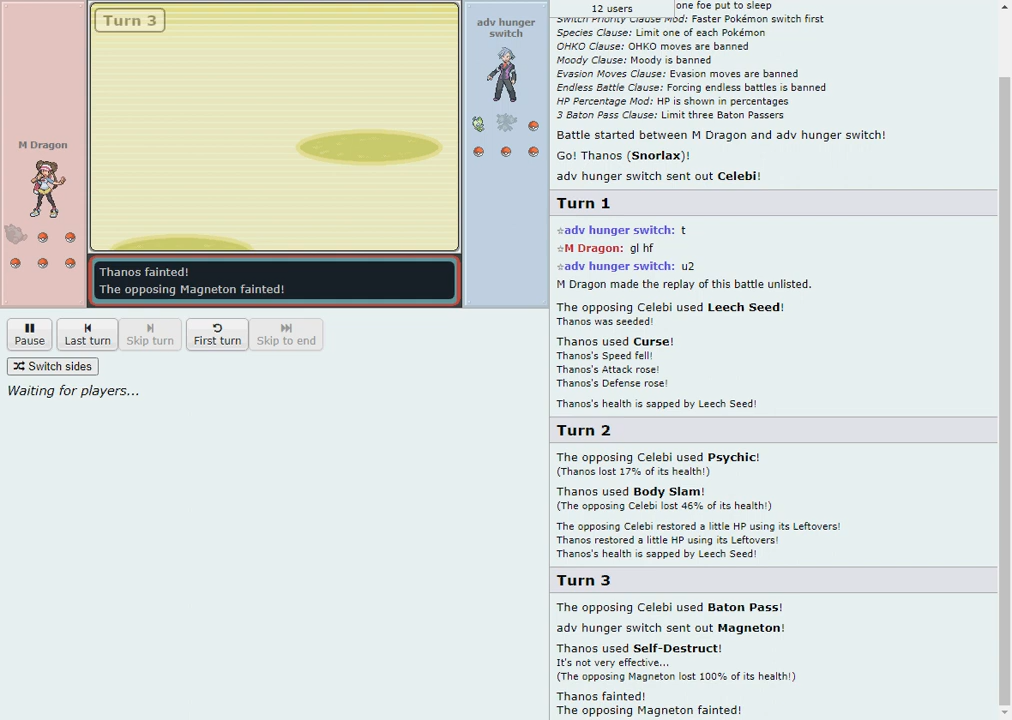 Turn 3
M Dragon
adv hunger
switch
Thanos fainted!
The opposing Magneton fainted!
Pause
Last turn
Skip turn
First turn
Skip to end
Switch sides
Waiting for players...
12 users
one foe put to sleep
Switch Priority Clause Mod: Faster Pokémon switch first
Species Clause: Limit one of each Pokémon
OHKO Clause: OHKO moves are banned
Moody Clause: Moody is banned
Evasion Moves Clause: Evasion moves are banned
Endless Battle Clause: Forcing endless battles is banned
HP Percentage Mod: HP is shown in percentages
3 Baton Pass Clause: Limit three Baton Passers
Battle started between M Dragon and adv hunger switch!
Go! Thanos (Snorlax)!
adv hunger switch sent out Celebi!
Turn 1
☆adv hunger switch: t
☆M Dragon: gl hf
☆adv hunger switch: u2
M Dragon made the replay of this battle unlisted.
The opposing Celebi used Leech Seed!
Thanos was seeded!
Thanos used Curse!
Thanos's Speed fell!
Thanos's Attack rose!
Thanos's Defense rose!
Thanos's health is sapped by Leech Seed!
Turn 2
The opposing Celebi used Psychic!
(Thanos lost 17% of its health!)
Thanos used Body Slam!
(The opposing Celebi lost 46% of its health!)
The opposing Celebi restored a little HP using its Leftovers!
Thanos restored a little HP using its Leftovers!
Thanos's health is sapped by Leech Seed!
Turn 3
The opposing Celebi used Baton Pass!
adv hunger switch sent out Magneton!
Thanos used Self-Destruct!
It's not very effective...
(The opposing Magneton lost 100% of its health!)
Thanos fainted!
The opposing Magneton fainted!